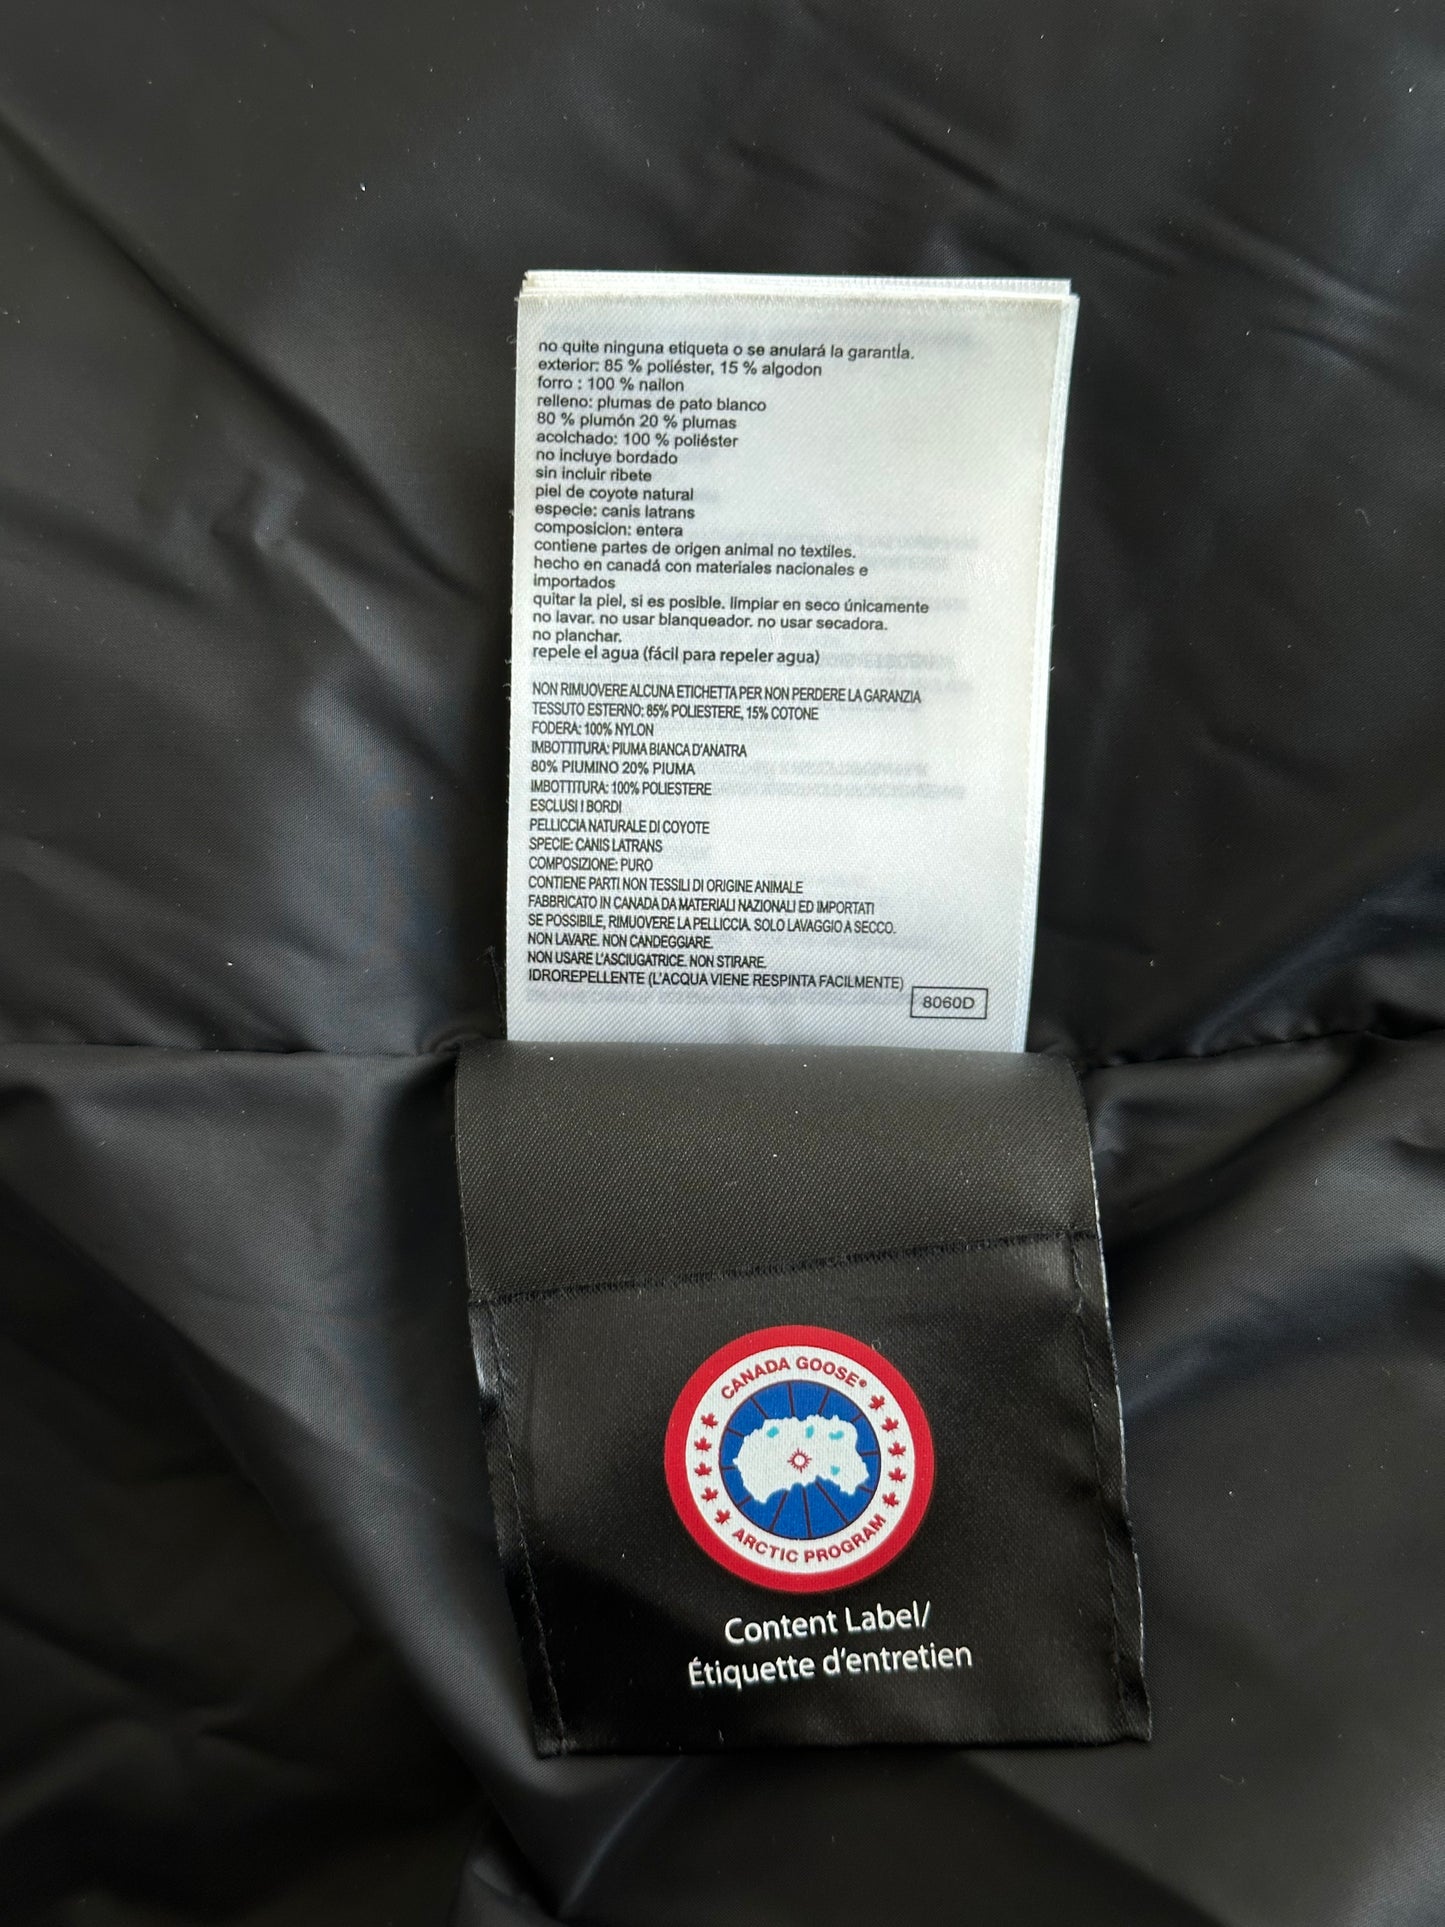 no quite ninguna etiqueta o se anulará la garantía.
exterior: 85 % poliéster, 15 % algodon
forro : 100 % nailon
relleno: plumas de pato blanco
80 % plumón 20 % plumas
acolchado: 100 % poliéster
no incluye bordado
sin incluir ribete
piel de coyote natural
especie: canis latrans
composicion: entera
contiene partes de origen animal no textiles.
hecho en canadá con materiales nacionales e
importados
quitar la piel, si es posible. limpiar en seco únicamente
no lavar. no usar blanqueador. no usar secadora.
no planchar.
repele el agua (fácil para repeler agua)
NON RIMUOVERE ALCUNA ETICHETTA PER NON PERDERE LA GARANZIA
TESSUTO ESTERNO: 85% POLIESTERE, 15% COTONE
FODERA: 100% NYLON
IMBOTTITURA: PIUMA BIANCA D'ANATRA
80% PIUMINO 20% PIUMA
IMBOTTITURA: 100% POLIESTERE
ESCLUSI I BORDI
PELLICCIA NATURALE DI COYOTE
SPECIE: CANIS LATRANS
COMPOSIZIONE: PURO
CONTIENE PARTI NON TESSILI DI ORIGINE ANIMALE
FABBRICATO IN CANADA DA MATERIALI NAZIONALI ED IMPORTATI
SE POSSIBILE, RIMUOVERE LA PELLICCIA. SOLO LAVAGGIO A SECCO.
NON LAVARE. NON CANDEGGIARE.
NON USARE L'ASCIUGATRICE. NON STIRARE.
IDROREPELLENTE (L'ACQUA VIENE RESPINTA FACILMENTE)
8060D
CANADA GOOSE®
ARCTIC PROGRAM
Content Label/
Étiquette d'entretien